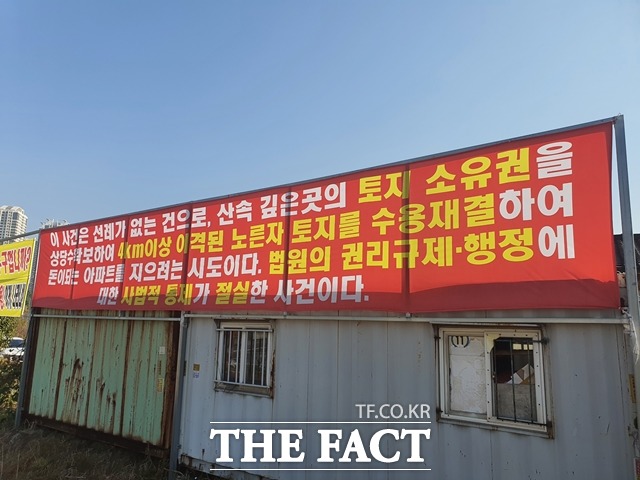 이 사건은 선례가 없는 건으로, 산속 깊은곳의 토지 소유권을
상당수확보하여 4km이상 이격된 노른자 토지를 수용재결하여
돈이되는 아파트를 지으려는 시도이다. 법원의 권리규제·행정에
대한 사법적 통제가 절실한 사건이다.
TF.CO.KR
THE FACT